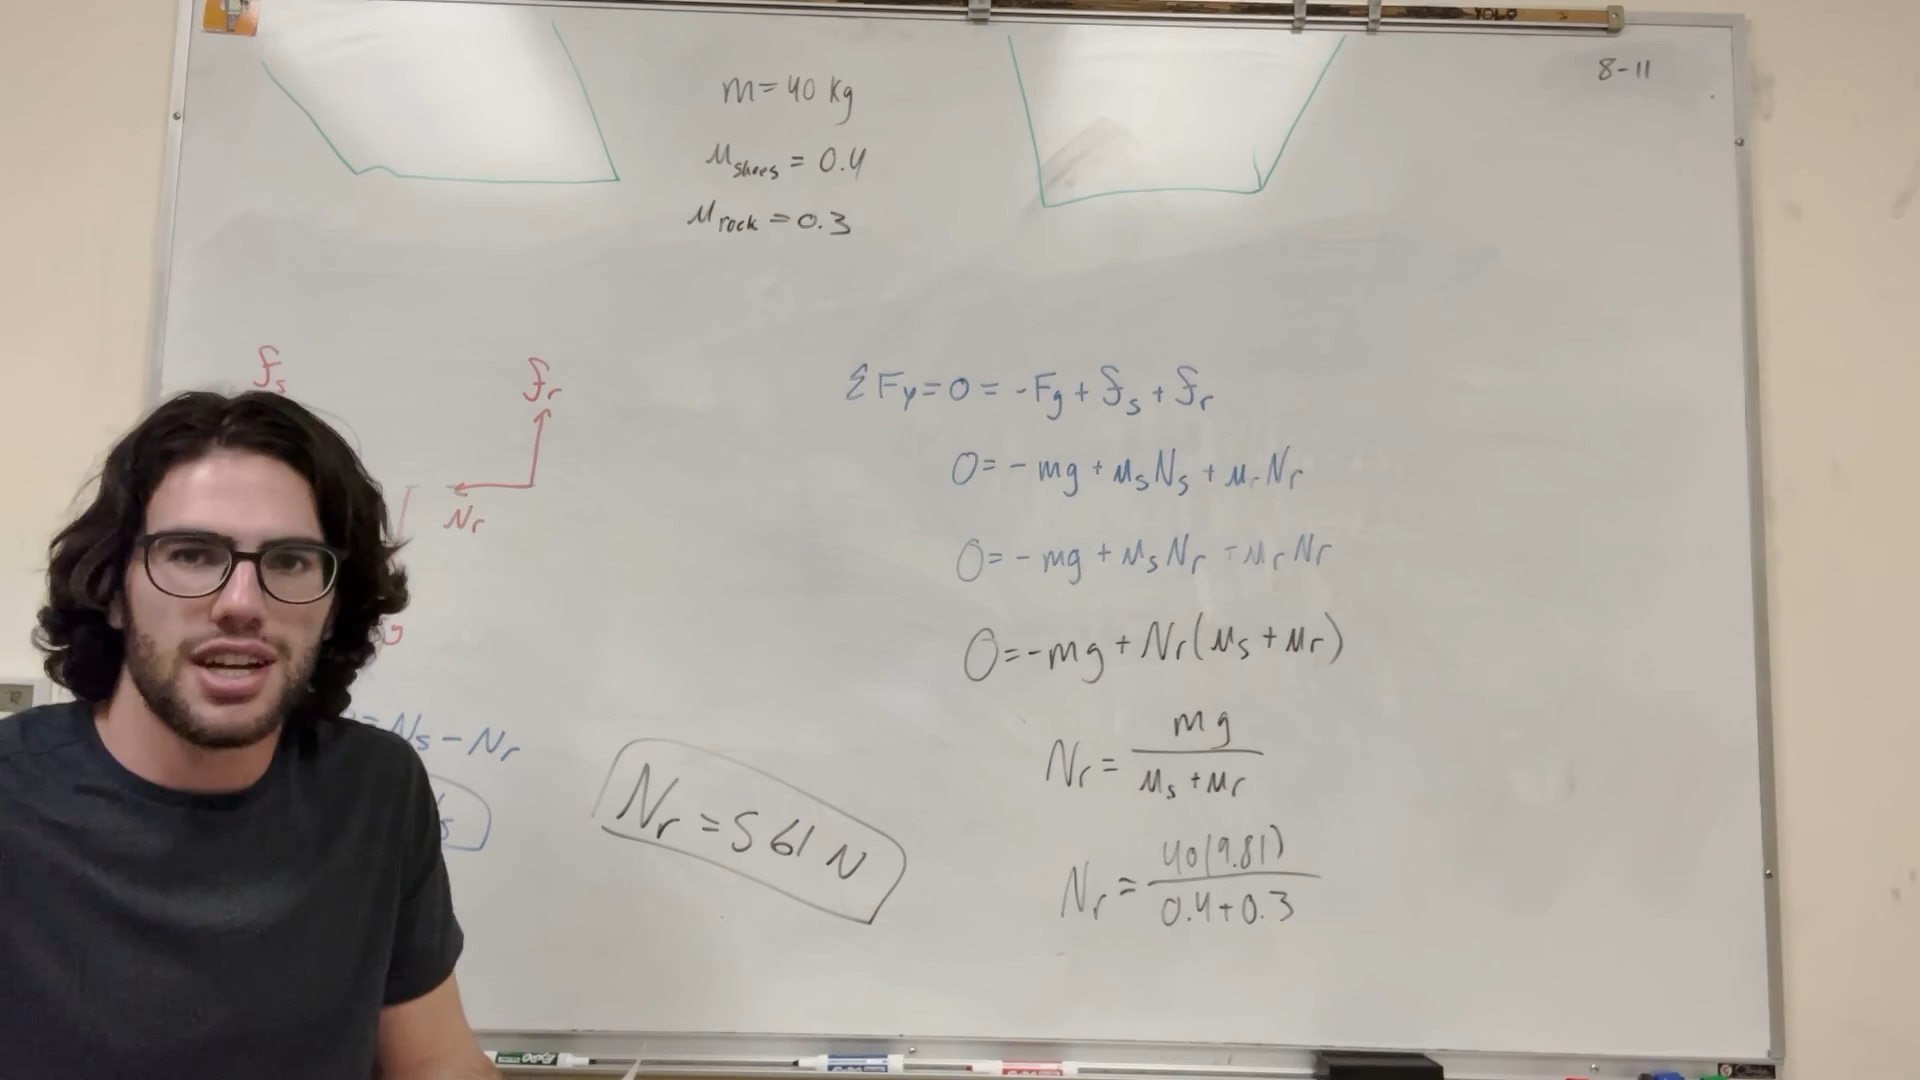 YOLO
8-11
m = 40 kg
μshoes = 0.4
μrock = 0.3
fs
fr
Nr
g
= Ns - Nr
s
Nr = 561 N
ΣFy = 0 = -Fg + fs + fr
0 = -mg + μsNs + μrNr
0 = -mg + μsNr + μrNr
0 = -mg + Nr(μs + μr)
Nr = mg / μs + μr
Nr = 40(9.81) / 0.4 + 0.3